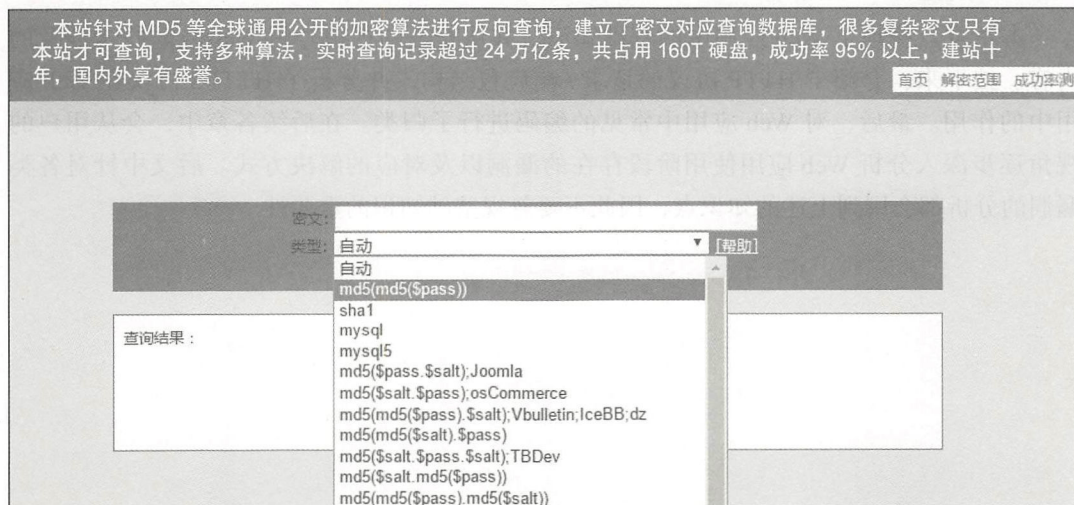 本站针对 MD5 等全球通用公开的加密算法进行反向查询，建立了密文对应查询数据库，很多复杂密文只有
本站才可查询，支持多种算法，实时查询记录超过 24 万亿条，共占用 160T 硬盘，成功率 95% 以上，建站十
年，国内外享有盛誉。
首页 解密范围 成功率测
密文:
类型: 自动 ▼ [帮助]
自动
md5(md5($pass))
sha1
mysql
mysql5
md5($pass.$salt);Joomla
md5($salt.$pass);osCommerce
md5(md5($pass).$salt);Vbulletin;IceBB;dz
md5(md5($salt).$pass)
md5($salt.$pass.$salt);TBDev
md5($salt.md5($pass))
md5(md5($pass).md5($salt))
查询结果：